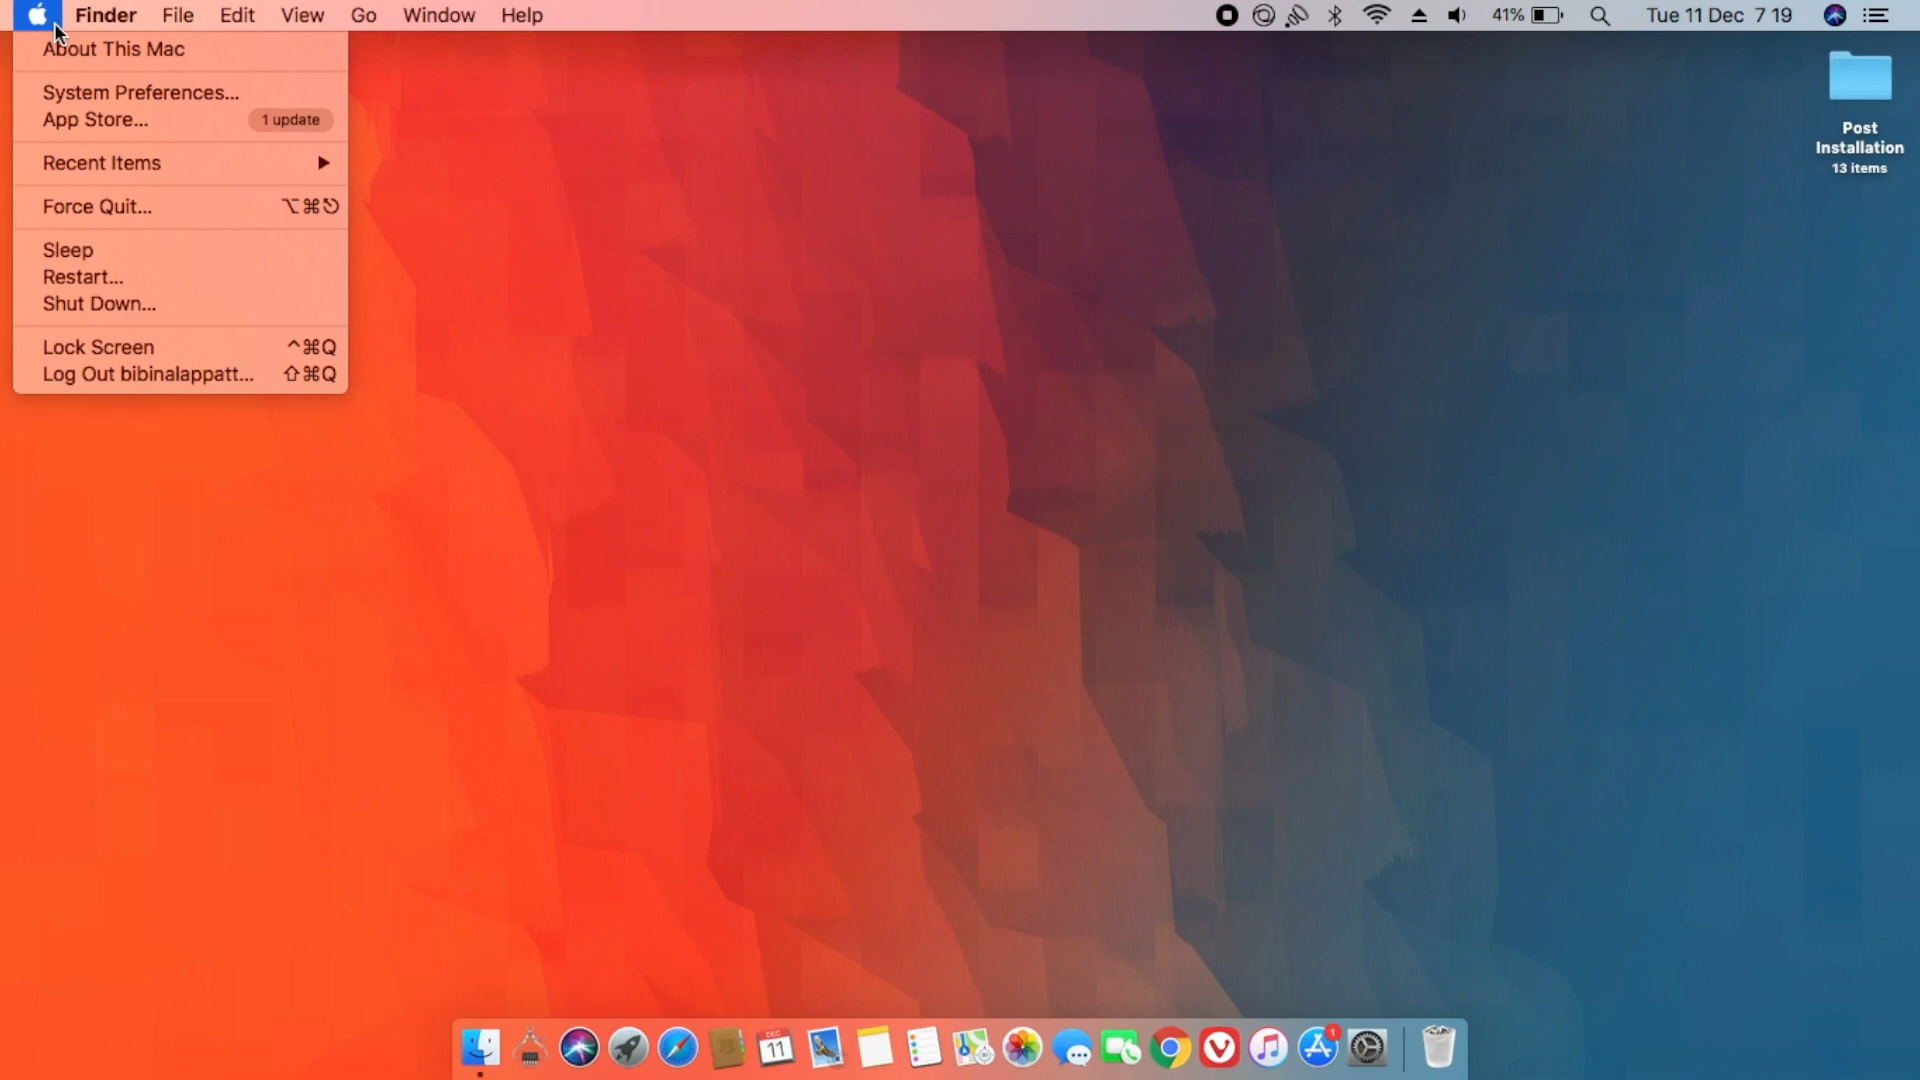 Finder File Edit View Go Window Help 41% Tue 11 Dec 7 19
About This Mac
System Preferences...
App Store... 1 update
Recent Items ▶
Force Quit... ⌥⌘⎋
Sleep
Restart...
Shut Down...
Lock Screen ^⌘Q
Log Out bibinalappatt... ⇧⌘Q
Post
Installation
13 items
DEC
11
1